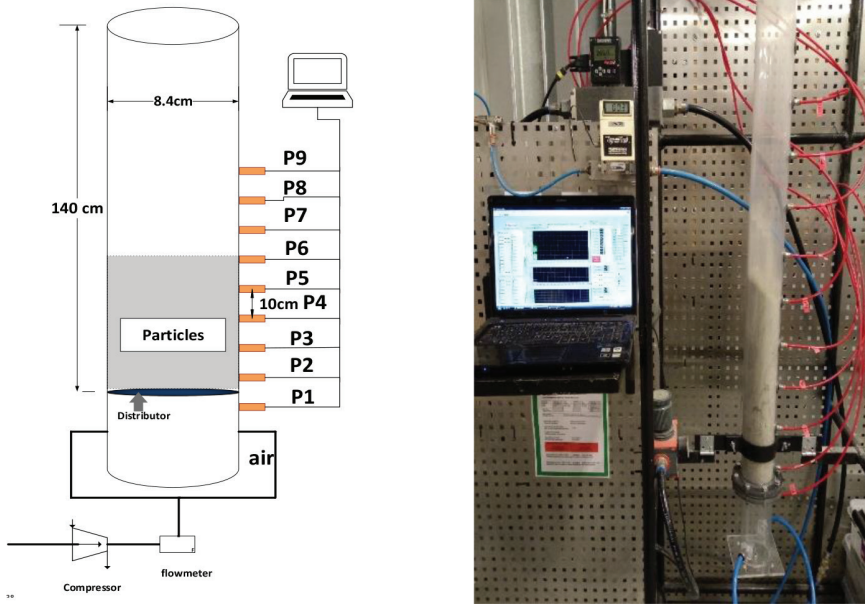 8.4cm
140 cm
P9
P8
P7
P6
P5
10cm P4
P3
P2
P1
Particles
Distributor
air
Compressor
flowmeter